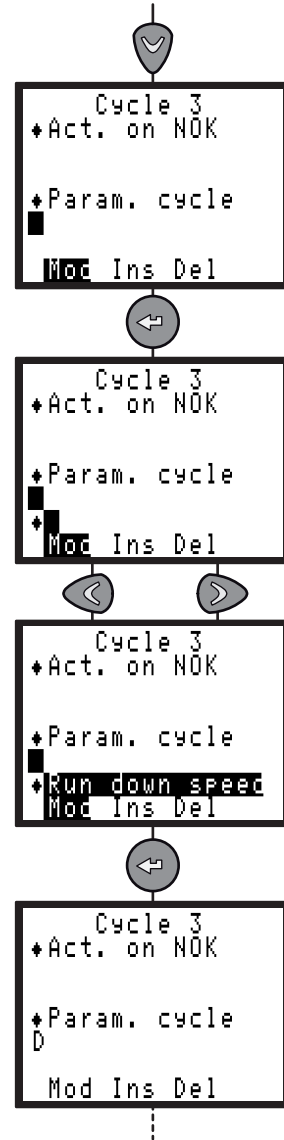 Cycle 3
♦Act. on NOK
♦Param. cycle
Mod Ins Del
Cycle 3
♦Act. on NOK
♦Param. cycle
♦
Mod Ins Del
Cycle 3
♦Act. on NOK
♦Param. cycle
♦Run down speed
Mod Ins Del
Cycle 3
♦Act. on NOK
♦Param. cycle
D
Mod Ins Del